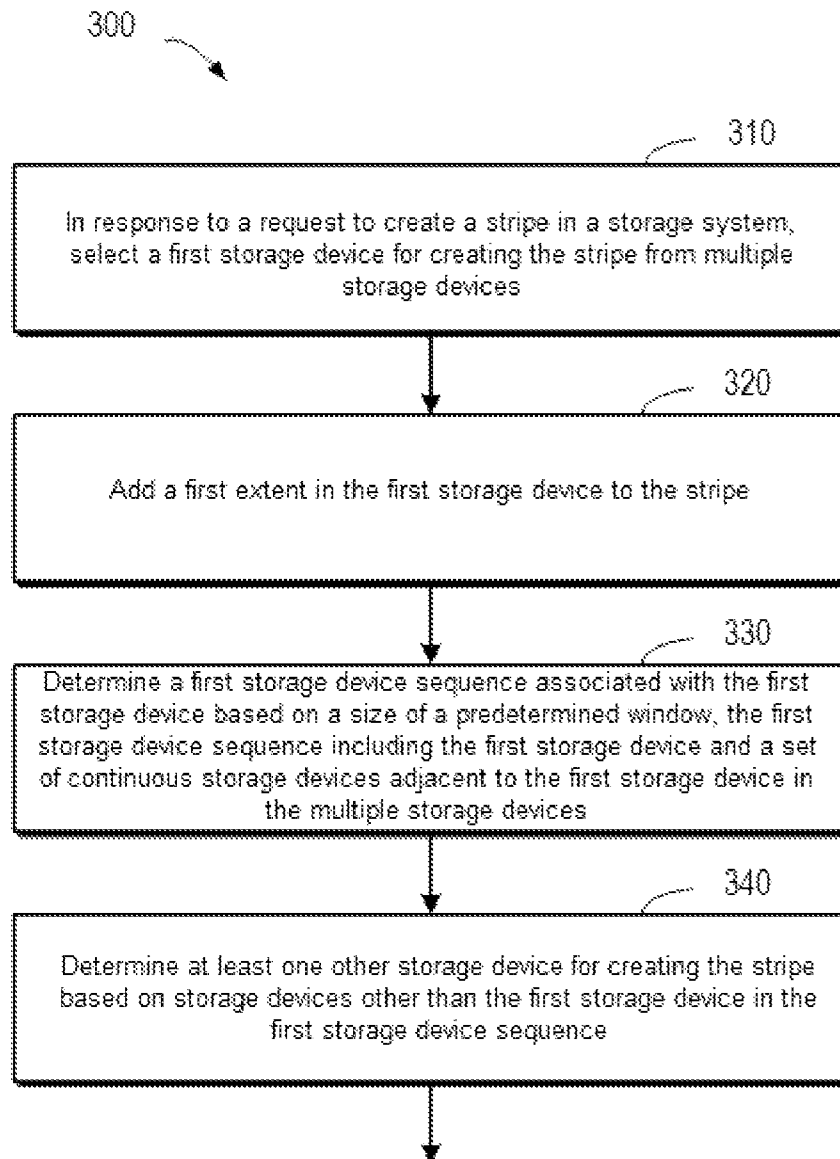 300
310
In response to a request to create a stripe in a storage system,
select a first storage device for creating the stripe from multiple
storage devices
320
Add a first extent in the first storage device to the stripe
330
Determine a first storage device sequence associated with the first
storage device based on a size of a predetermined window, the first
storage device sequence including the first storage device and a set
of continuous storage devices adjacent to the first storage device in
the multiple storage devices
340
Determine at least one other storage device for creating the stripe
based on storage devices other than the first storage device in the
first storage device sequence